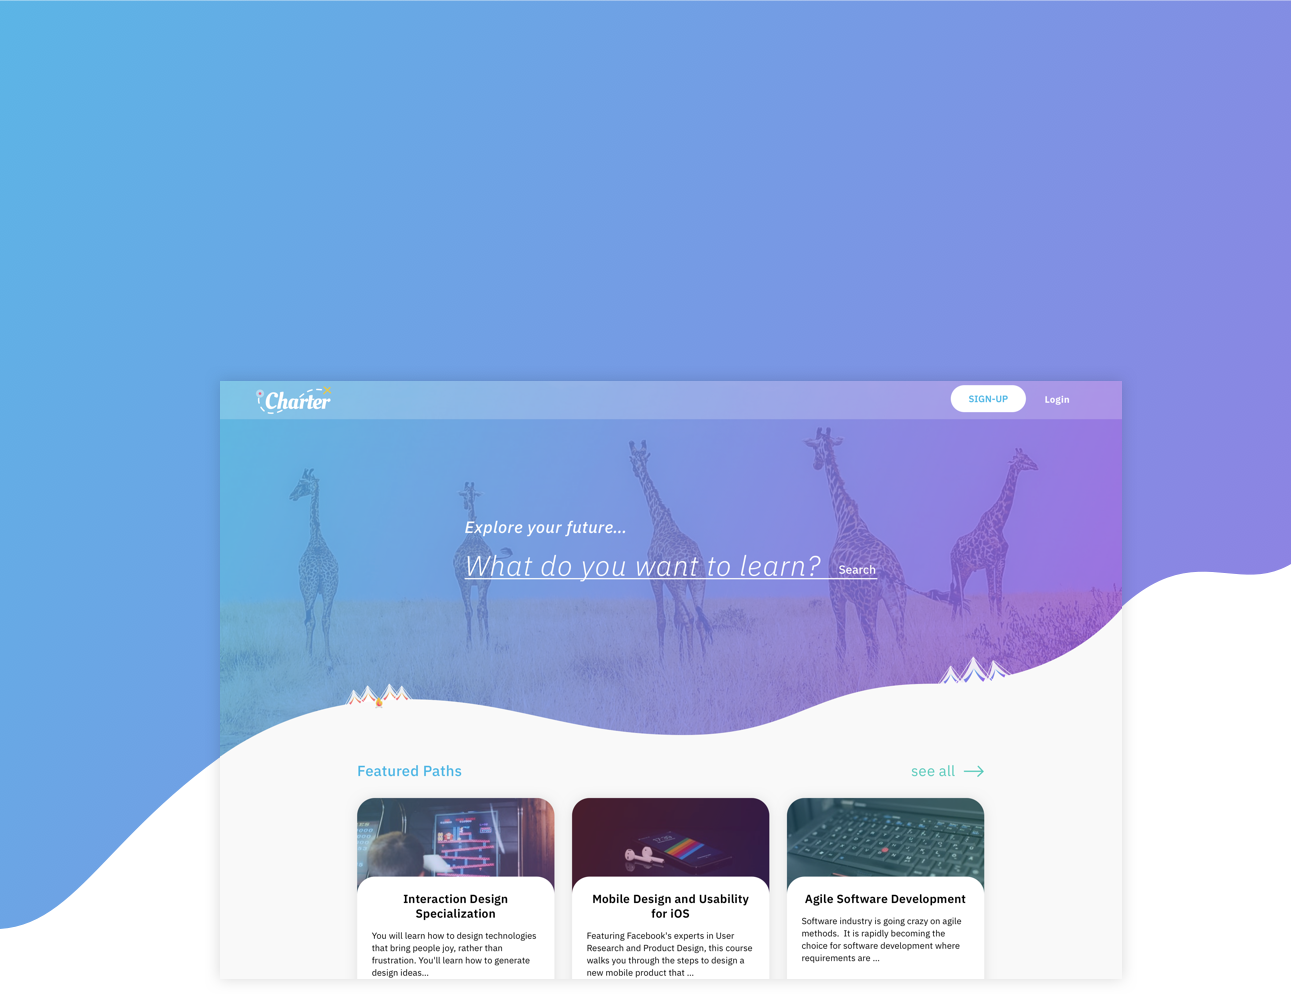 Charter
SIGN-UP
Login
Explore your future...
What do you want to learn?
Search
Featured Paths
see all
Interaction Design
Specialization
You will learn how to design technologies
that bring people joy, rather than
frustration. You'll learn how to generate
design ideas...
Mobile Design and Usability
for iOS
Featuring Facebook's experts in User
Research and Product Design, this course
walks you through the steps to design a
new mobile product that ...
Agile Software Development
Software industry is going crazy on agile
methods.  It is rapidly becoming the
choice for software development where
requirements are ...